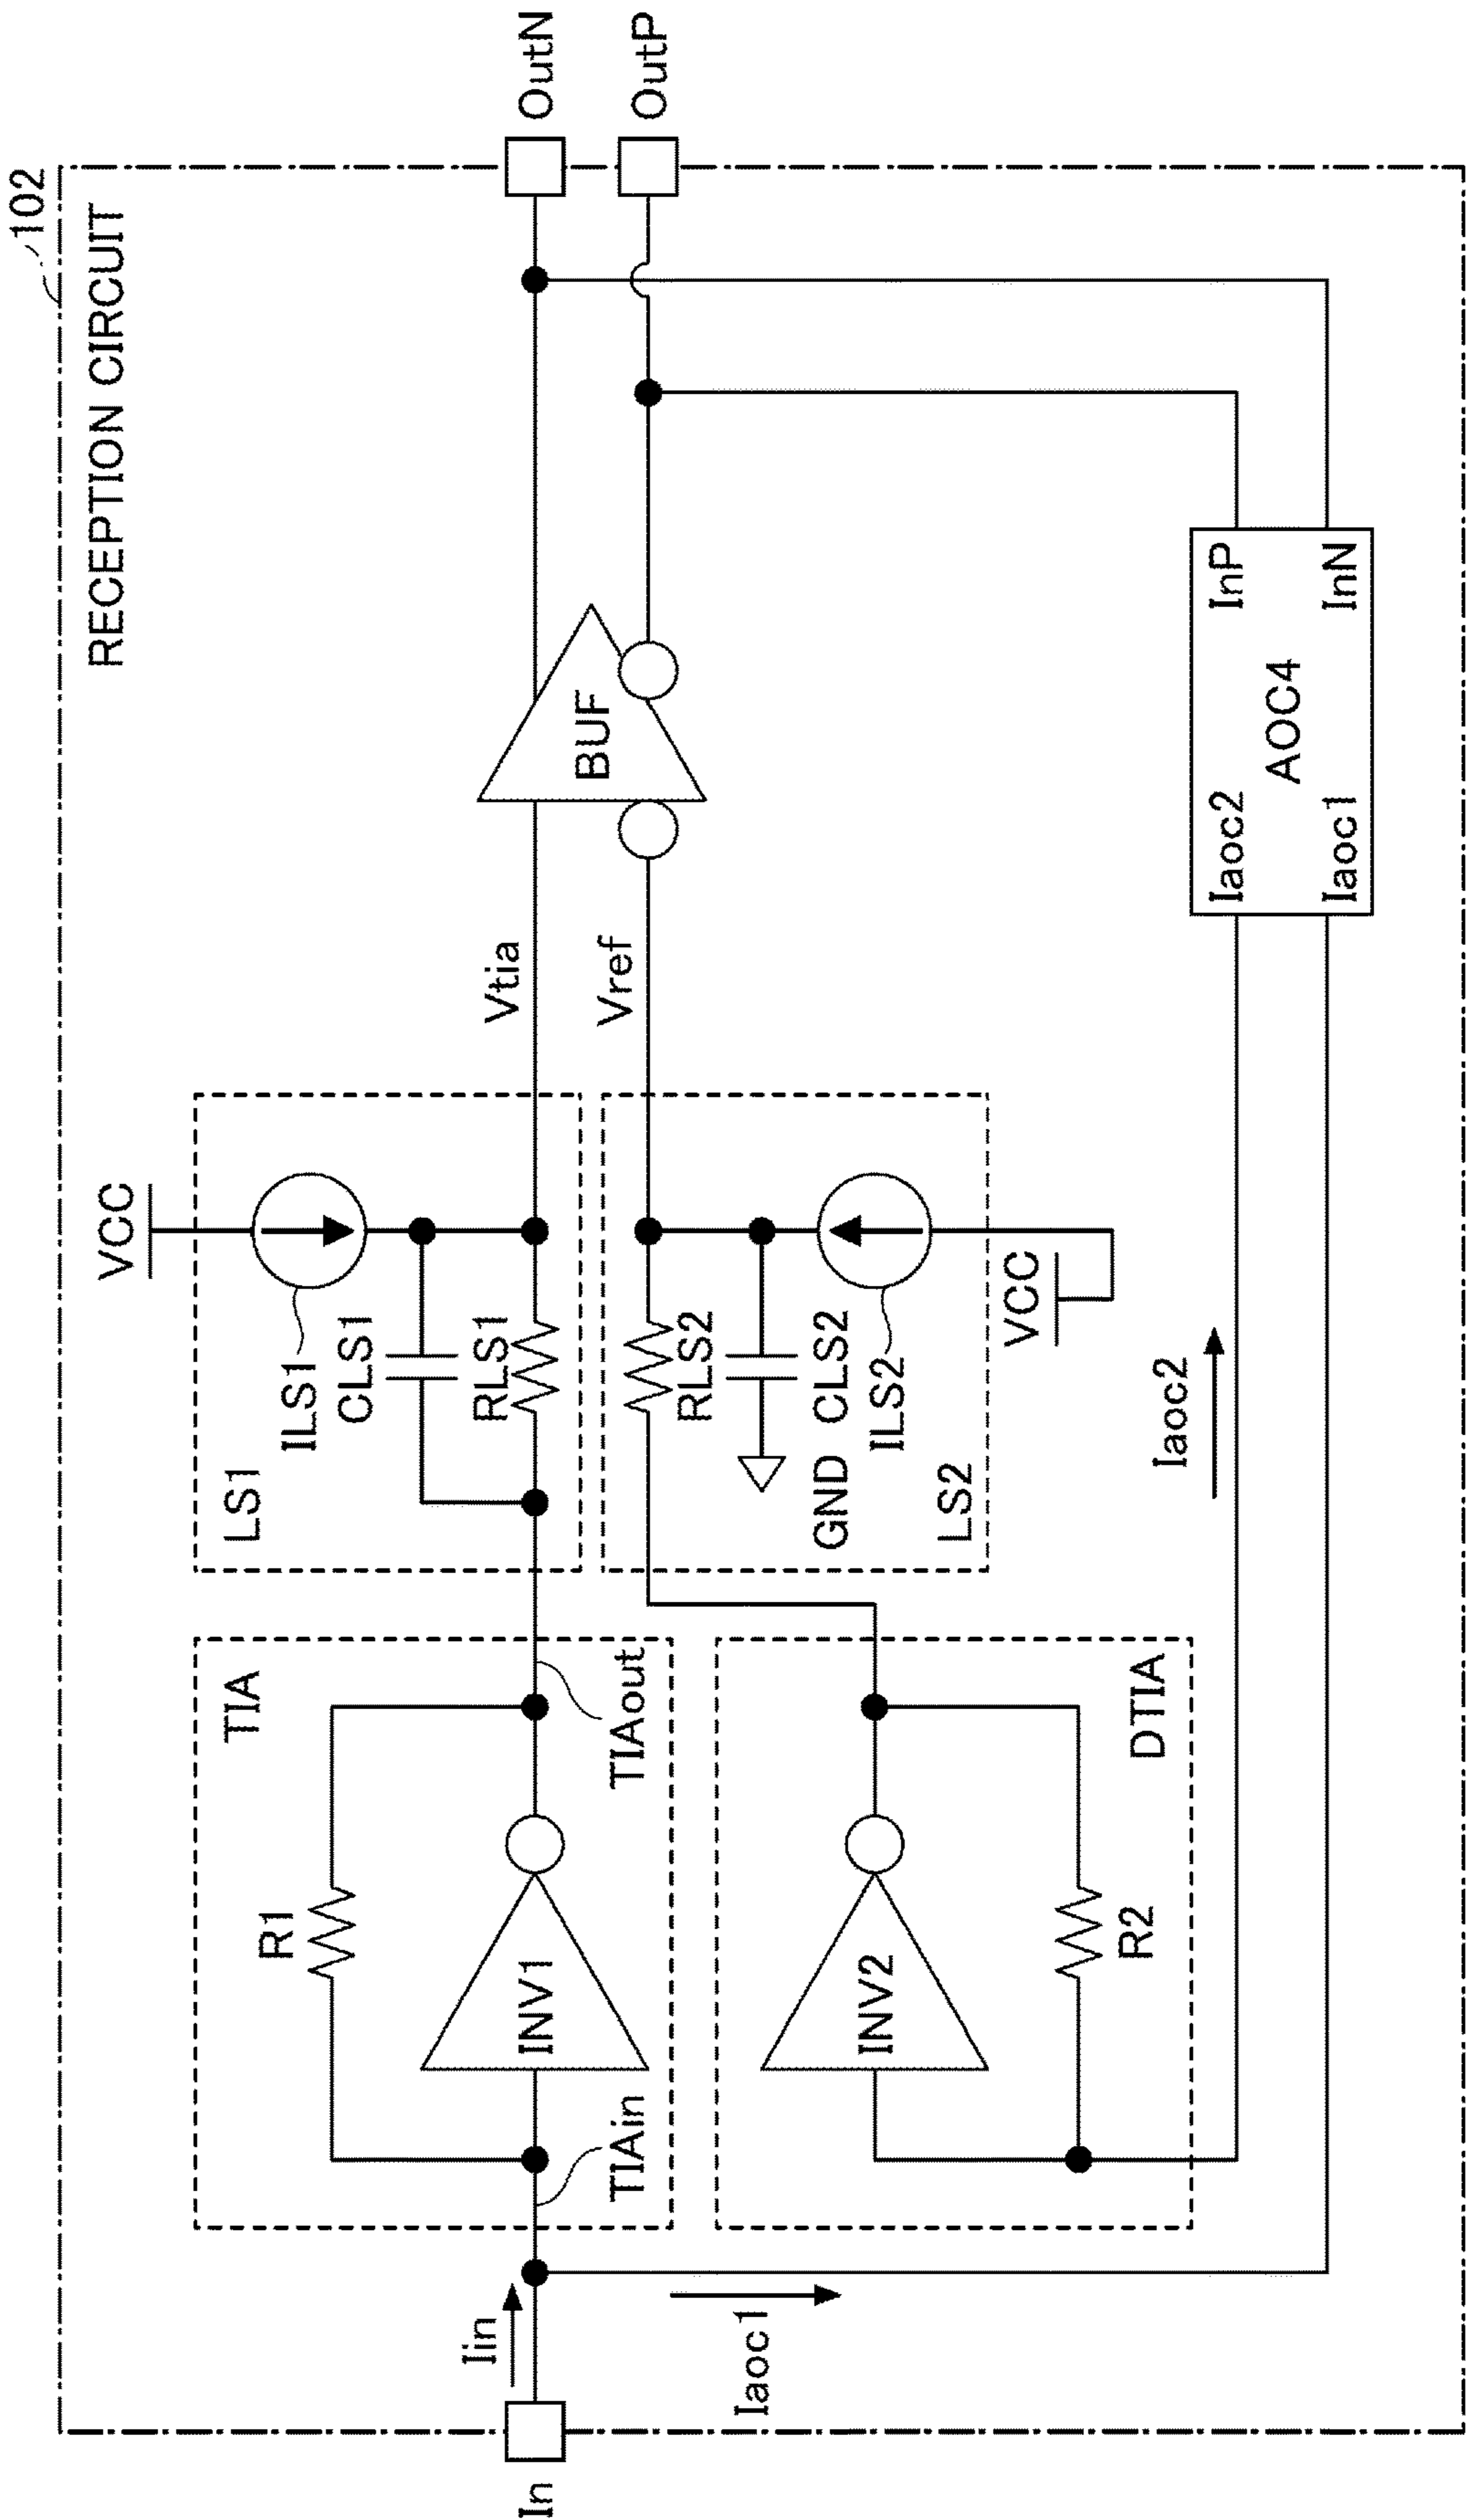 102
RECEPTION CIRCUIT
VCC
LS1
ILS1
CLS1
RLS1
TIA
R1
INV1
TIAin
TIAout
In
Iin
Iaoc1
Vtia
Vref
BUF
OutN
OutP
RLS2
CLS2
GND
ILS2
LS2
VCC
INV2
R2
DTIA
Iaoc2
Iaoc2
InP
AOC4
Iaoc1
InN